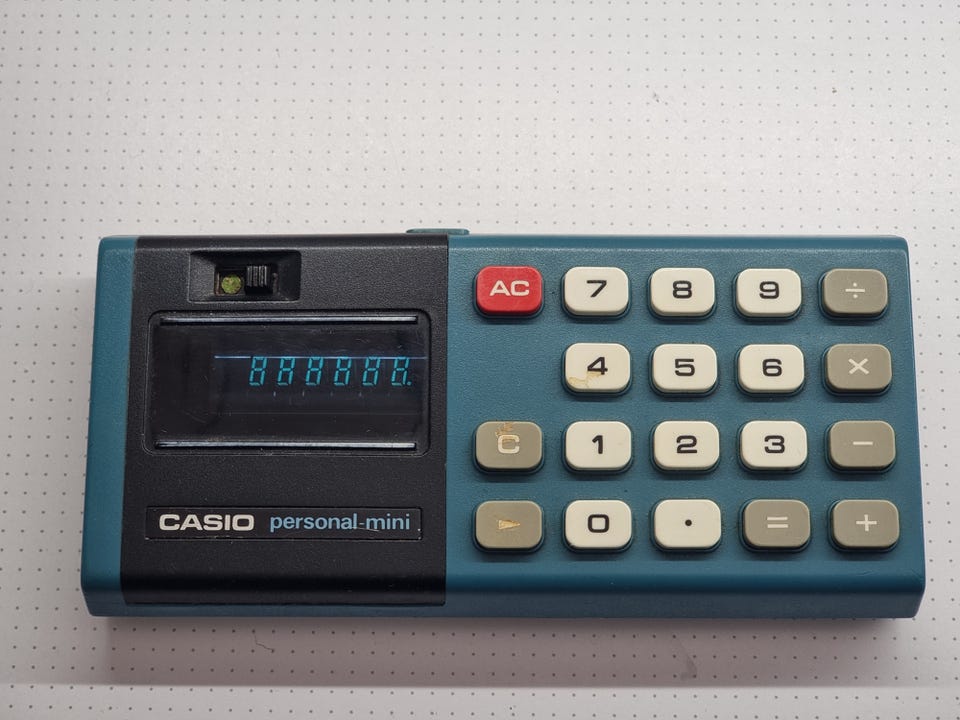 888888.
CASIO personal-mini
AC 7 8 9 ÷
4 5 6 ×
C 1 2 3 −
0 . = +